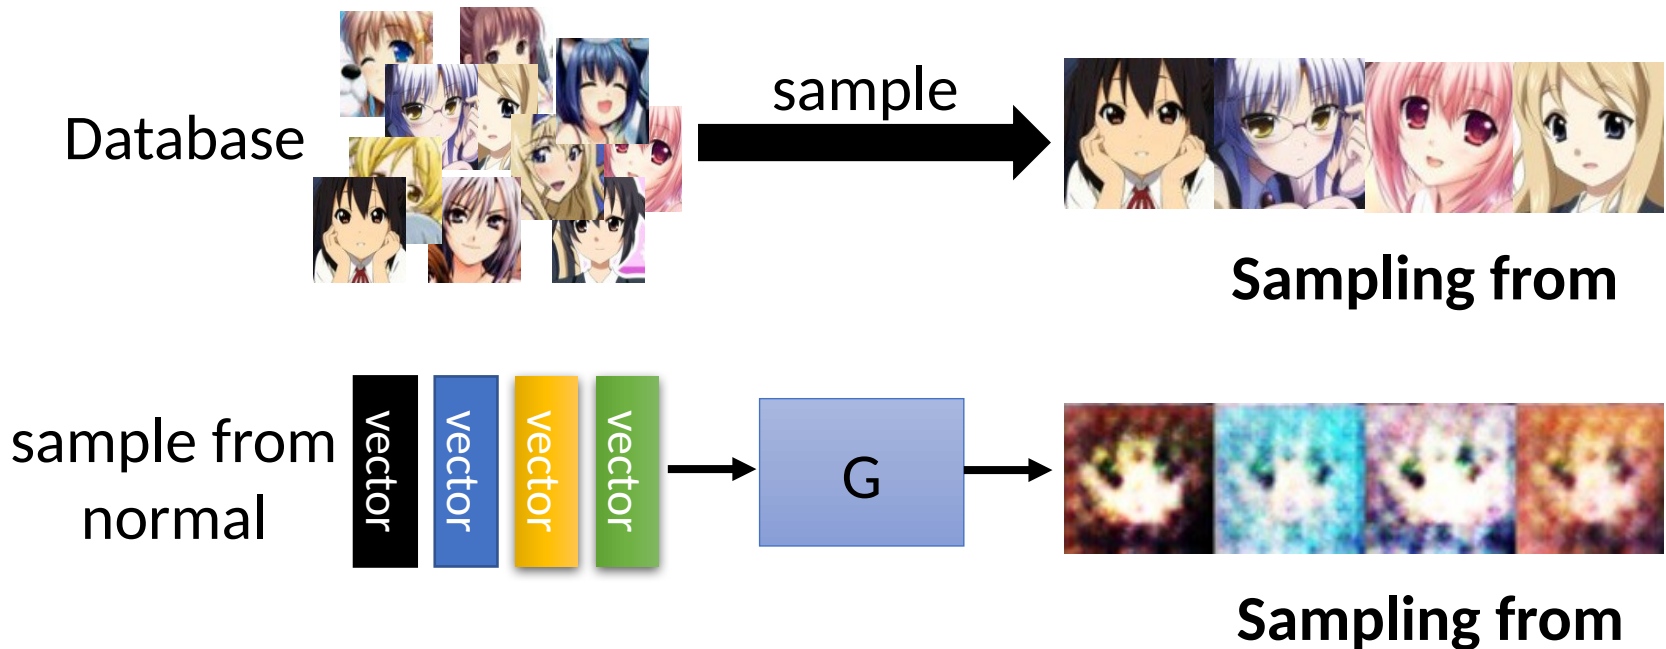 Database
sample
Sampling from
sample from
normal
vector
vector
vector
vector
G
Sampling from